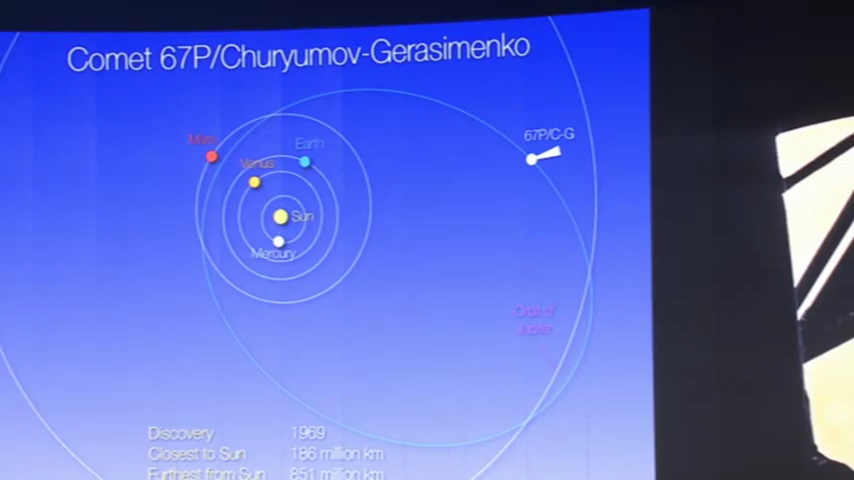 Comet 67P/Churyumov-Gerasimenko
67P/C-G
Mars
Earth
Venus
Sun
Mercury
Orbit of
Jupiter
Discovery 1969
Closest to Sun 186 million km
Furthest from Sun 851 million km